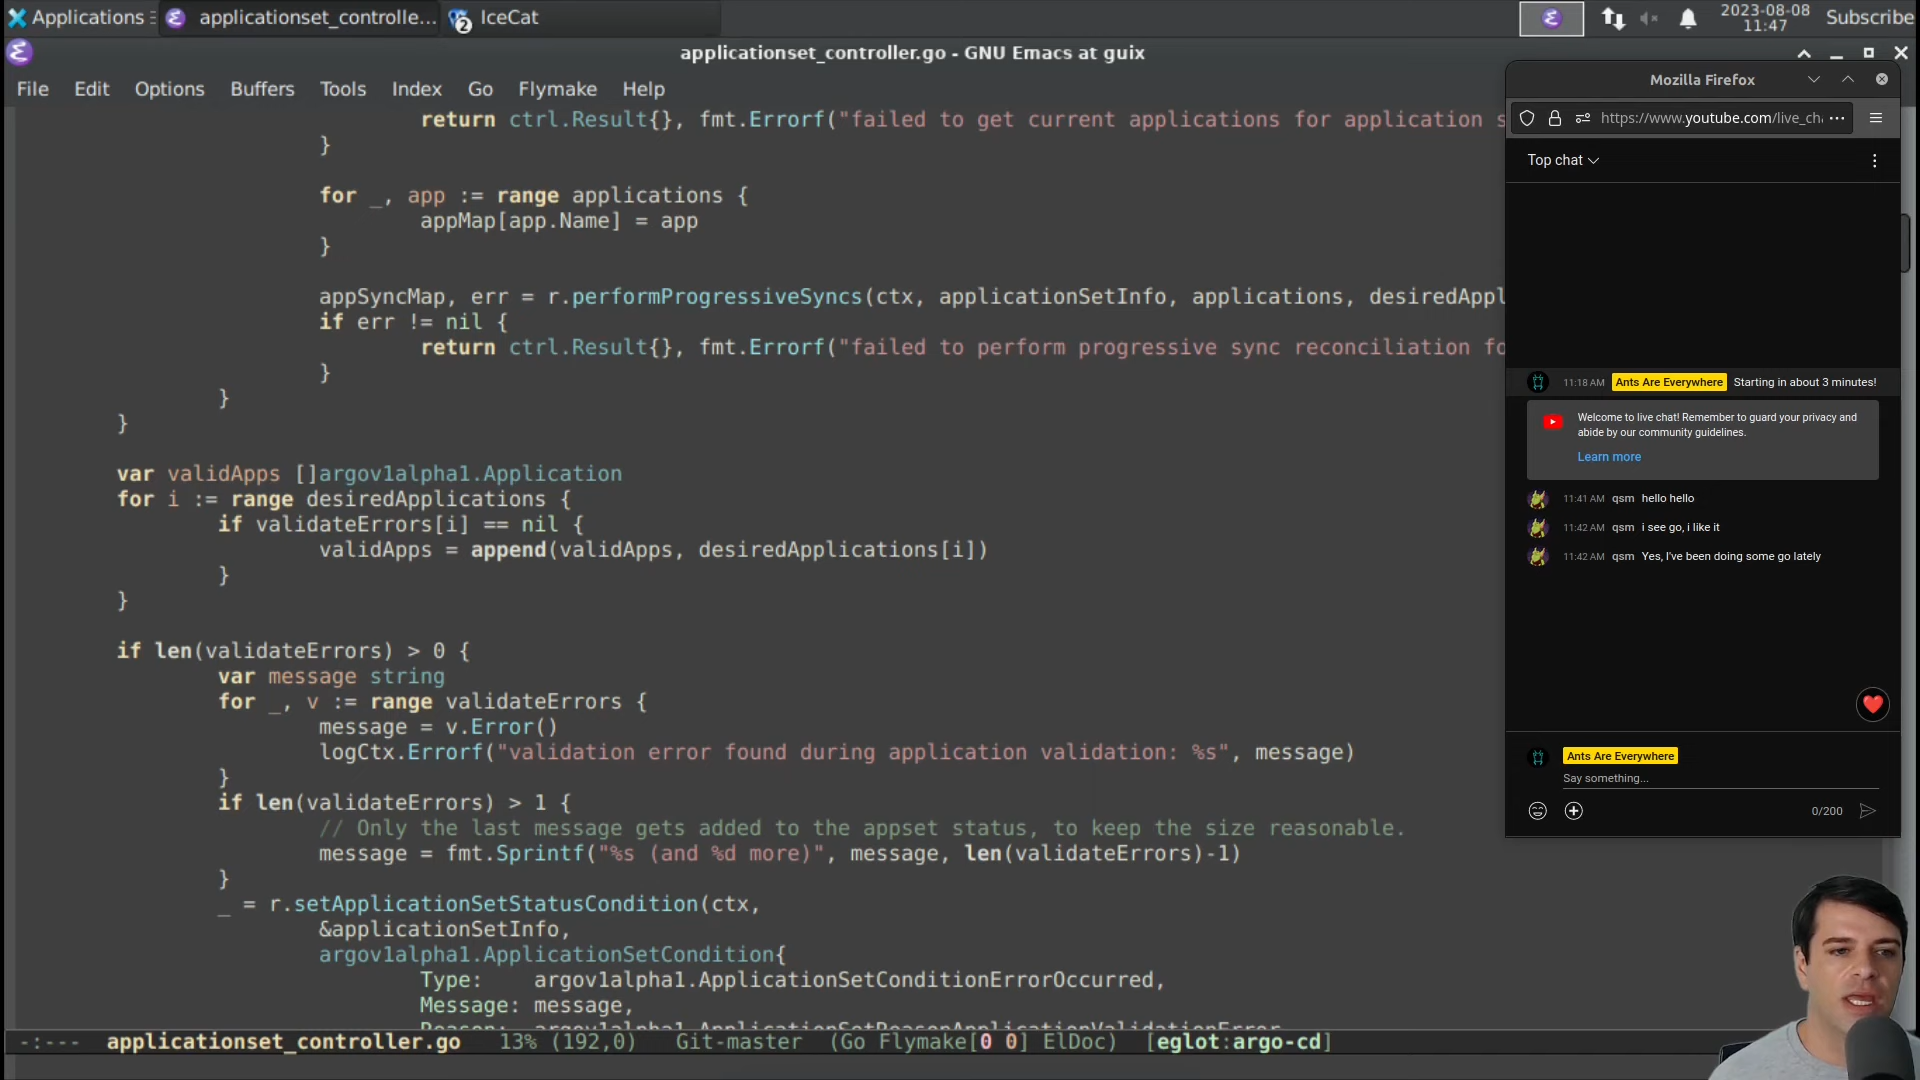 Applications
applicationset_controlle...
IceCat
2
2023-08-08
11:47
Subscribe
applicationset_controller.go - GNU Emacs at guix
File Edit Options Buffers Tools Index Go Flymake Help
return ctrl.Result{}, fmt.Errorf("failed to get current applications for application s
}
for _, app := range applications {
appMap[app.Name] = app
}
appSyncMap, err = r.performProgressiveSyncs(ctx, applicationSetInfo, applications, desiredAppl
if err != nil {
return ctrl.Result{}, fmt.Errorf("failed to perform progressive sync reconciliation fo
}
}
}
var validApps []argov1alpha1.Application
for i := range desiredApplications {
if validateErrors[i] == nil {
validApps = append(validApps, desiredApplications[i])
}
}
if len(validateErrors) > 0 {
var message string
for _, v := range validateErrors {
message = v.Error()
logCtx.Errorf("validation error found during application validation: %s", message)
}
if len(validateErrors) > 1 {
// Only the last message gets added to the appset status, to keep the size reasonable.
message = fmt.Sprintf("%s (and %d more)", message, len(validateErrors)-1)
}
_ = r.setApplicationSetStatusCondition(ctx,
&applicationSetInfo,
argov1alpha1.ApplicationSetCondition{
Type: argov1alpha1.ApplicationSetConditionErrorOccurred,
Message: message,
Reason: argov1alpha1.ApplicationSetReasonApplicationValidationError
-:--- applicationset_controller.go 13% (192,0) Git-master (Go Flymake[0 0] ElDoc) [eglot:argo-cd]
Mozilla Firefox
https://www.youtube.com/live_ch
Top chat
11:18 AM Ants Are Everywhere Starting in about 3 minutes!
Welcome to live chat! Remember to guard your privacy and
abide by our community guidelines.
Learn more
11:41 AM qsm hello hello
11:42 AM qsm i see go, i like it
11:42 AM qsm Yes, I've been doing some go lately
Ants Are Everywhere
Say something...
0/200